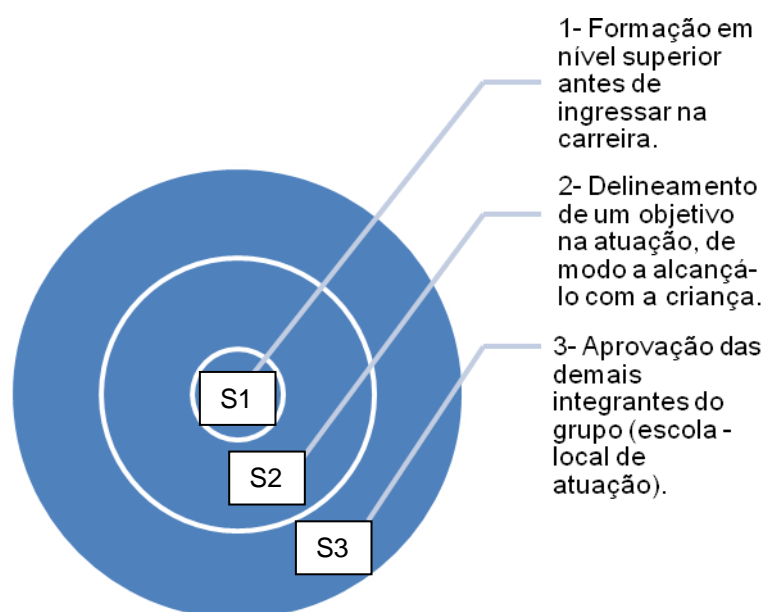 1- Formação em
nível superior
antes de
ingressar na
carreira.
2- Delineamento
de um objetivo
na atuação, de
modo a alcançá-
lo com a criança.
3- Aprovação das
demais
integrantes do
grupo (escola -
local de
atuação).
S1
S2
S3